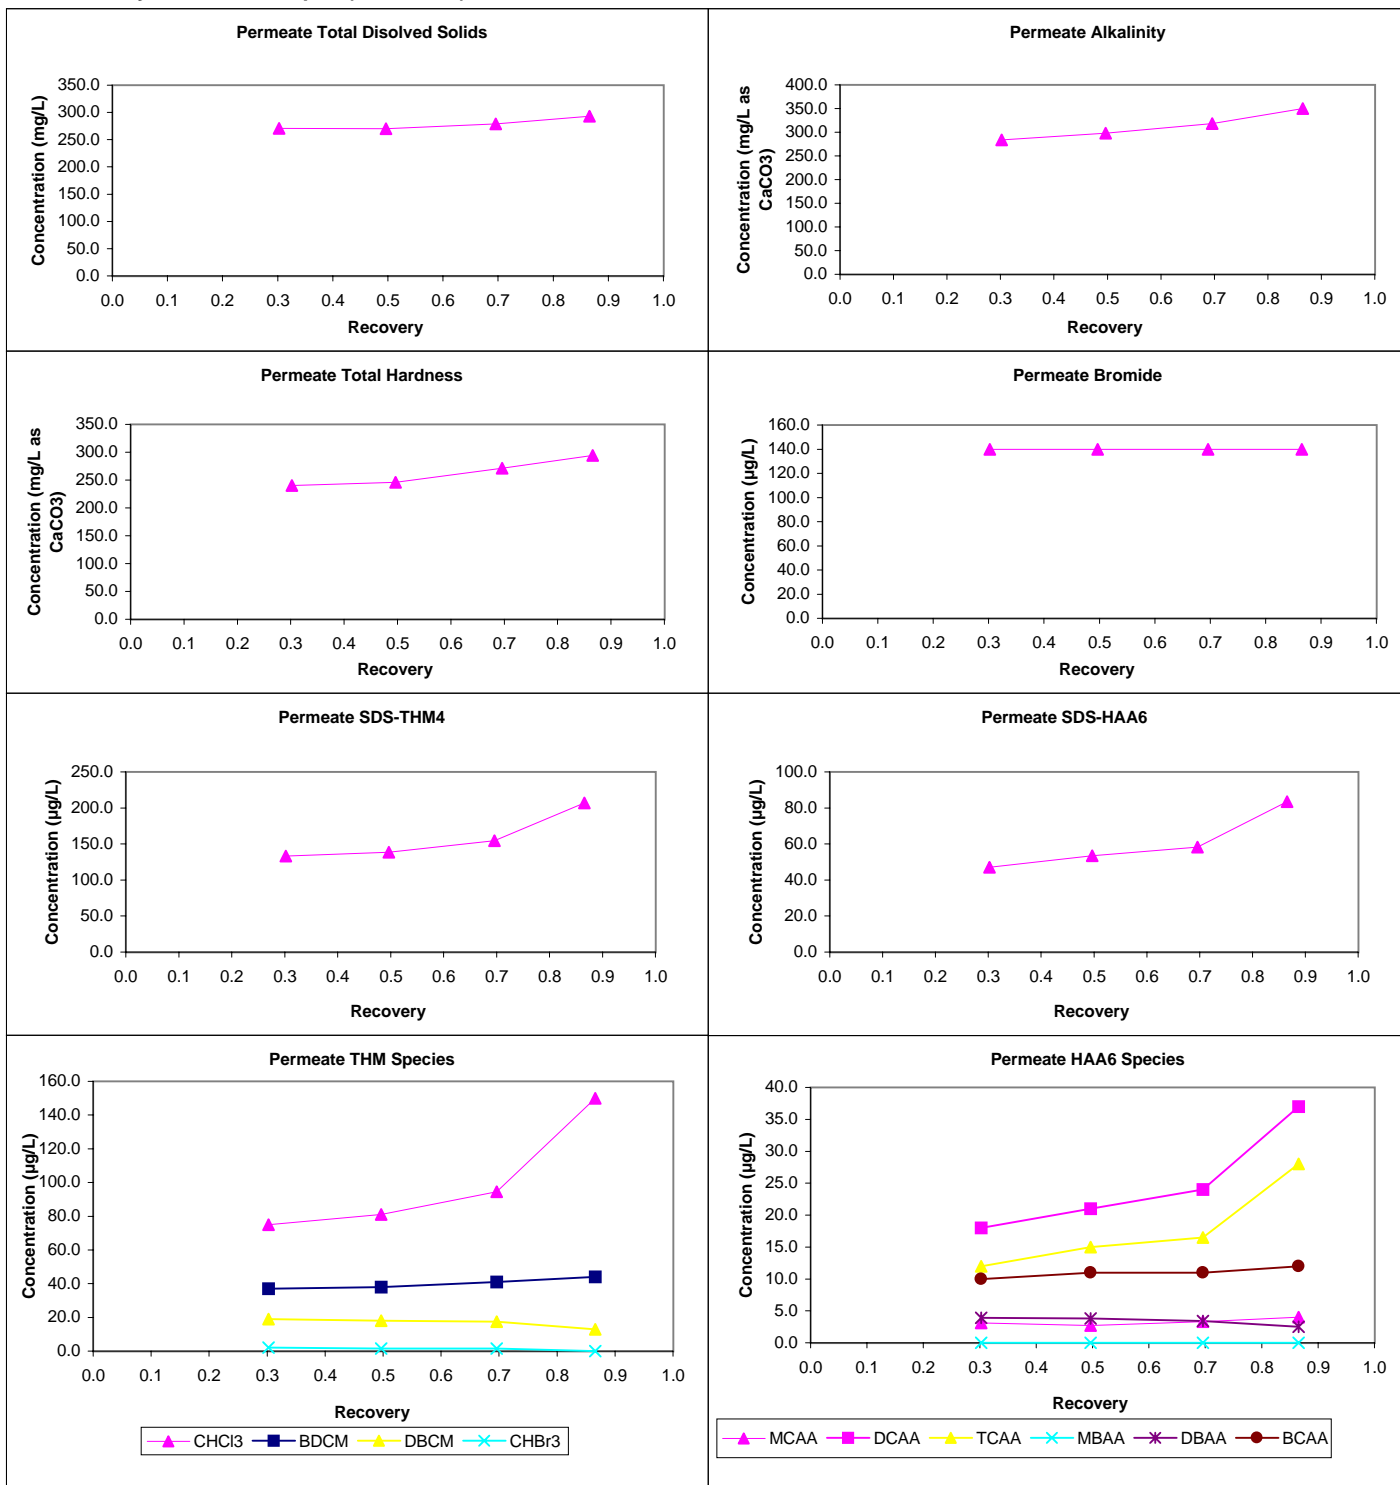 Permeate Total Disolved Solids
Concentration (mg/L)
350.0
300.0
250.0
200.0
150.0
100.0
50.0
0.0
0.0 0.1 0.2 0.3 0.4 0.5 0.6 0.7 0.8 0.9 1.0
Recovery
Permeate Alkalinity
Concentration (mg/L as
CaCO3)
400.0
350.0
300.0
250.0
200.0
150.0
100.0
50.0
0.0
0.0 0.1 0.2 0.3 0.4 0.5 0.6 0.7 0.8 0.9 1.0
Recovery
Permeate Total Hardness
Concentration (mg/L as
CaCO3)
350.0
300.0
250.0
200.0
150.0
100.0
50.0
0.0
0.0 0.1 0.2 0.3 0.4 0.5 0.6 0.7 0.8 0.9 1.0
Recovery
Permeate Bromide
Concentration (µg/L)
160.0
140.0
120.0
100.0
80.0
60.0
40.0
20.0
0.0
0.0 0.1 0.2 0.3 0.4 0.5 0.6 0.7 0.8 0.9 1.0
Recovery
Permeate SDS-THM4
Concentration (µg/L)
250.0
200.0
150.0
100.0
50.0
0.0
0.0 0.1 0.2 0.3 0.4 0.5 0.6 0.7 0.8 0.9 1.0
Recovery
Permeate SDS-HAA6
Concentration (µg/L)
100.0
80.0
60.0
40.0
20.0
0.0
0.0 0.1 0.2 0.3 0.4 0.5 0.6 0.7 0.8 0.9 1.0
Recovery
Permeate THM Species
Concentration (µg/L)
160.0
140.0
120.0
100.0
80.0
60.0
40.0
20.0
0.0
0.0 0.1 0.2 0.3 0.4 0.5 0.6 0.7 0.8 0.9 1.0
Recovery
CHCl3 BDCM DBCM CHBr3
Permeate HAA6 Species
Concentration (µg/L)
40.0
35.0
30.0
25.0
20.0
15.0
10.0
5.0
0.0
0.0 0.1 0.2 0.3 0.4 0.5 0.6 0.7 0.8 0.9 1.0
Recovery
MCAA DCAA TCAA MBAA DBAA BCAA